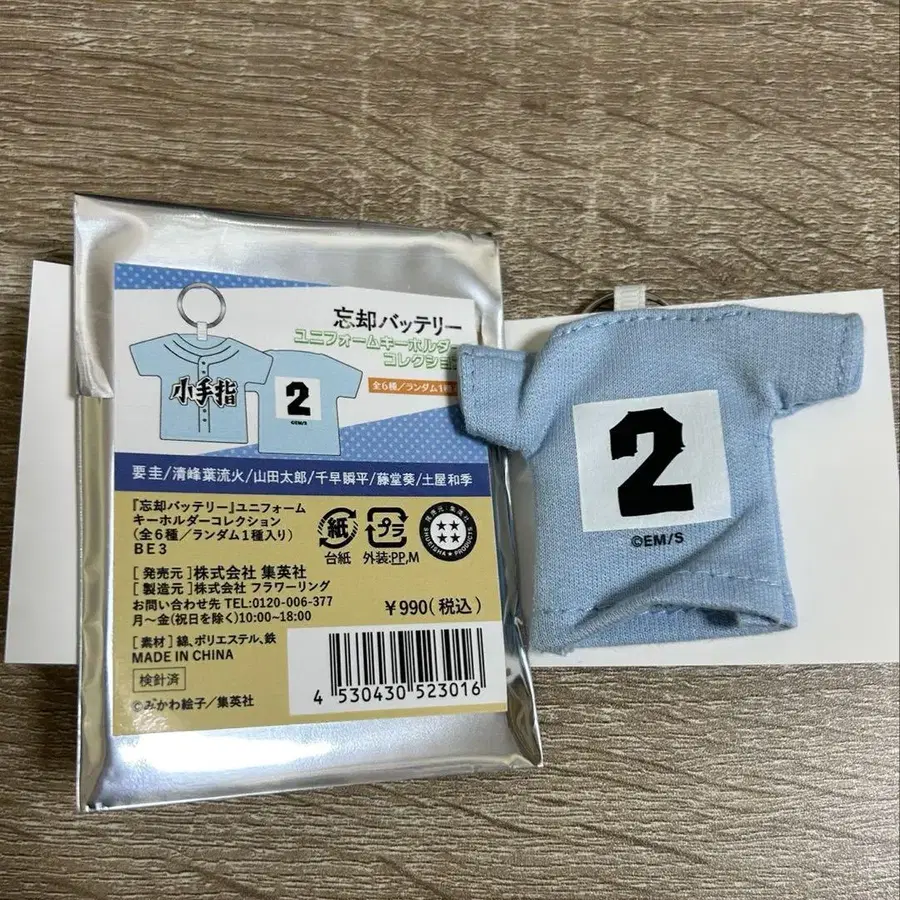 忘却バッテリー
ユニフォームキーホルダー
コレクション
小手指
2
©EM/S
全6種/ランダム1種
要圭/清峰葉流火/山田太郎/千早瞬平/藤堂葵/土屋和季
『忘却バッテリー』ユニフォーム
キーホルダーコレクション
(全6種/ランダム1種入り)
BE3
紙
台紙
プラ
外装:PP,M
SHUEISHA PRODUCTS
[発売元]株式会社 集英社
[製造元]株式会社 フラワーリング
お問い合わせ先 TEL:0120-006-377
月〜金(祝日を除く)10:00~18:00
¥990(税込)
[素材]綿、ポリエステル、鉄
MADE IN CHINA
検針済
©みかわ絵子/集英社
4 530430 523016
2
©EM/S